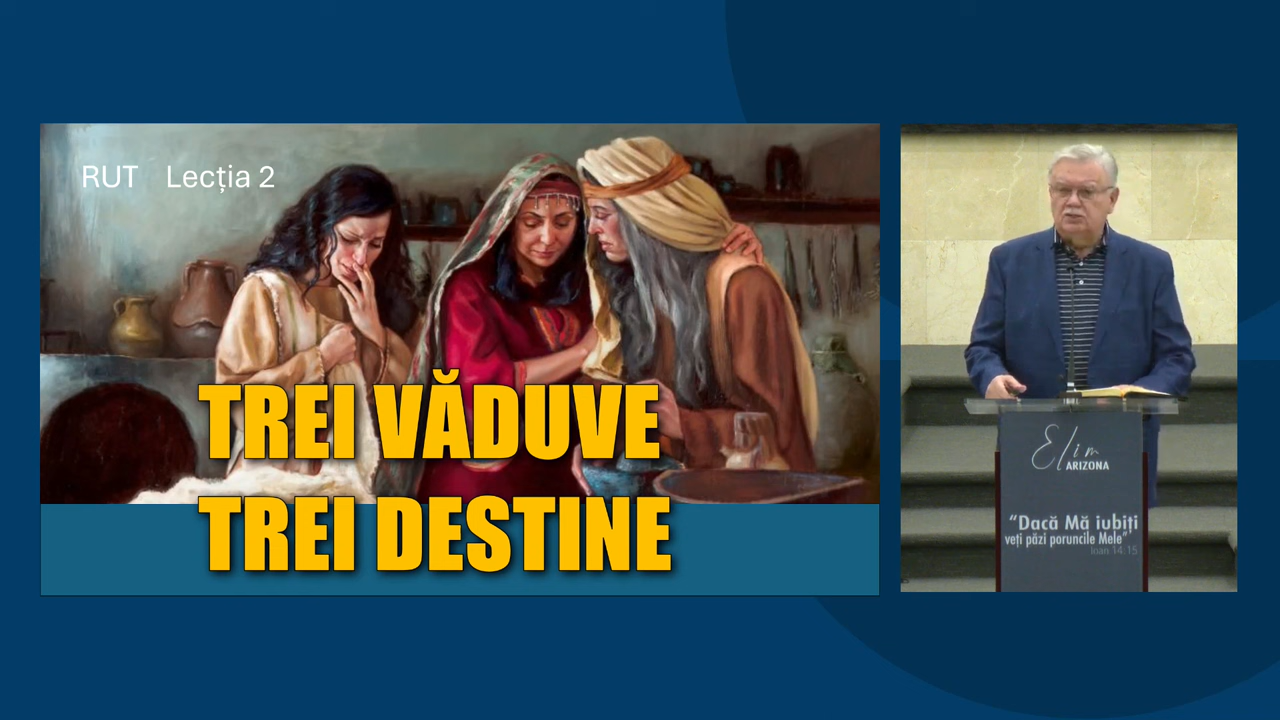 RUT Lecția 2
TREI VĂDUVE
TREI DESTINE
Elim
ARIZONA
"Dacă Mă iubiți
veți păzi poruncile Mele"
Ioan 14:15